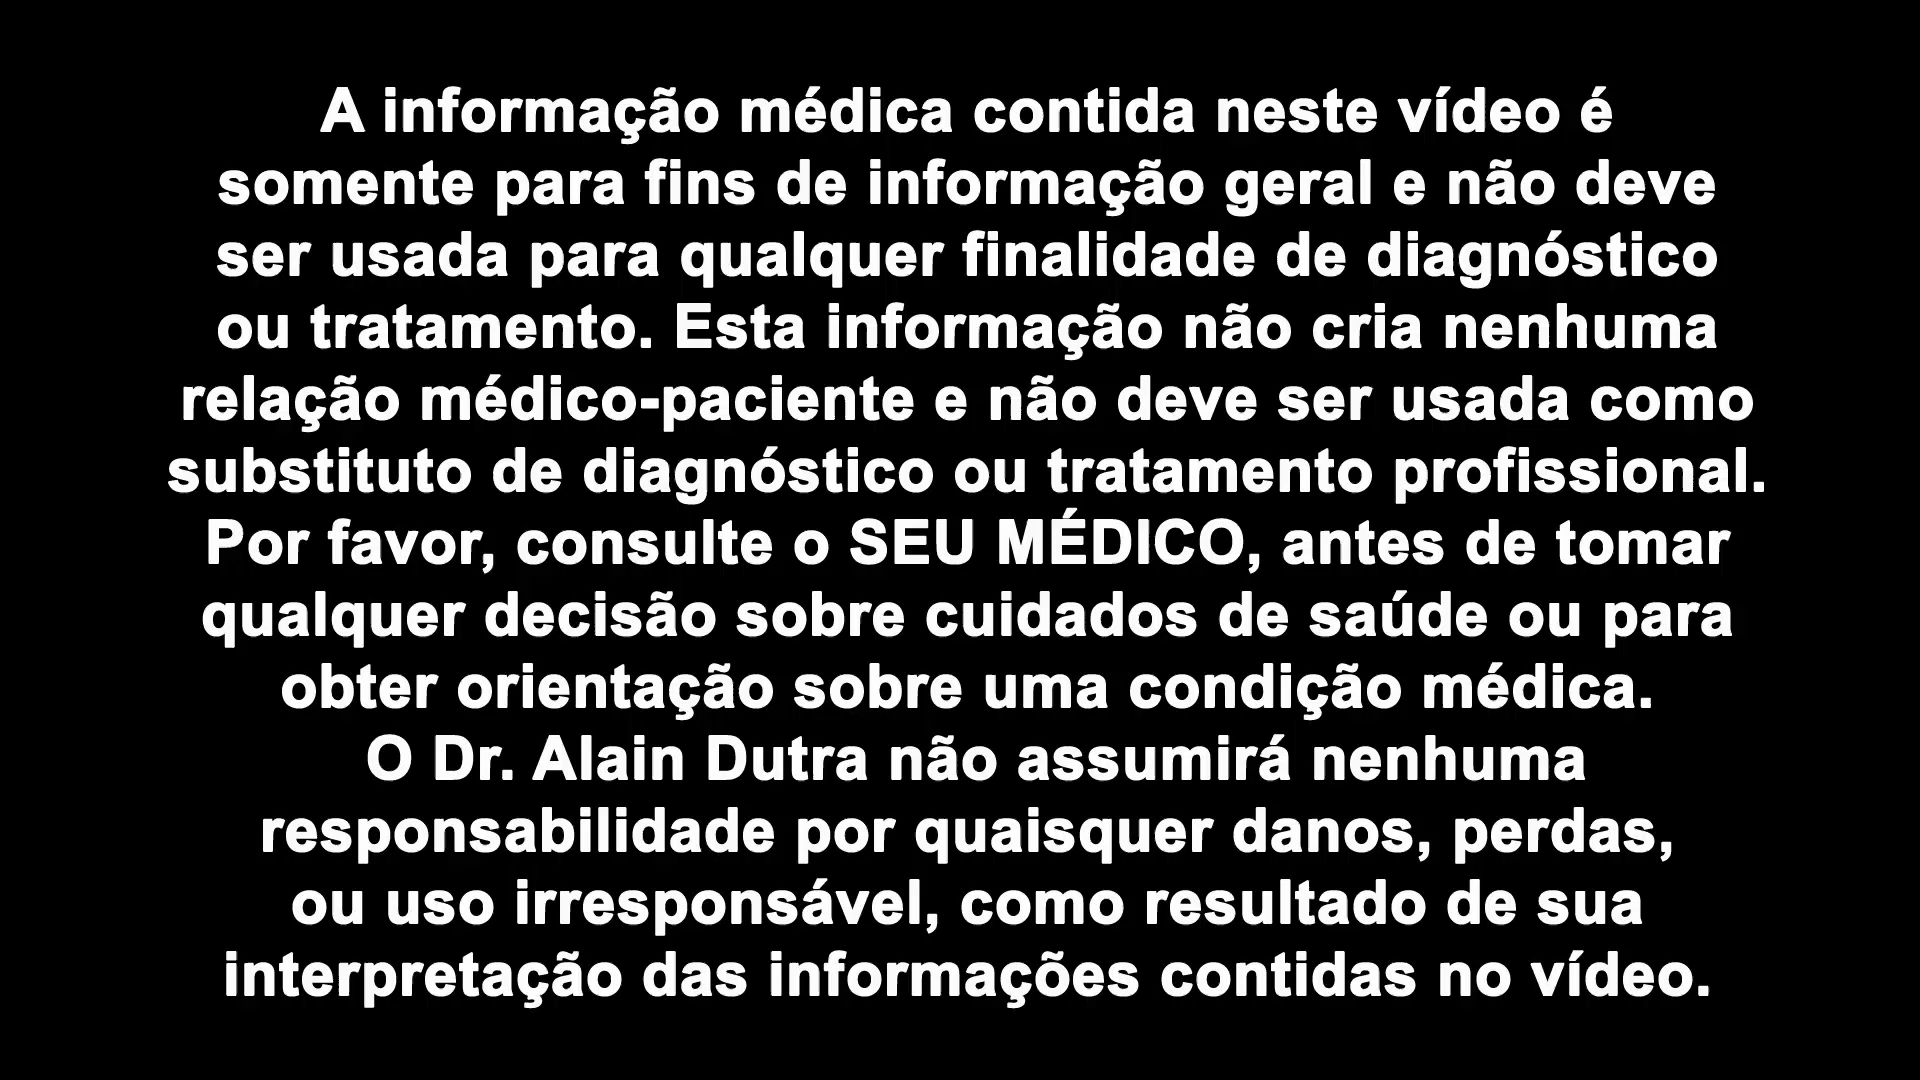 A informação médica contida neste vídeo é
somente para fins de informação geral e não deve
ser usada para qualquer finalidade de diagnóstico
ou tratamento. Esta informação não cria nenhuma
relação médico-paciente e não deve ser usada como
substituto de diagnóstico ou tratamento profissional.
Por favor, consulte o SEU MÉDICO, antes de tomar
qualquer decisão sobre cuidados de saúde ou para
obter orientação sobre uma condição médica.
O Dr. Alain Dutra não assumirá nenhuma
responsabilidade por quaisquer danos, perdas,
ou uso irresponsável, como resultado de sua
interpretação das informações contidas no vídeo.